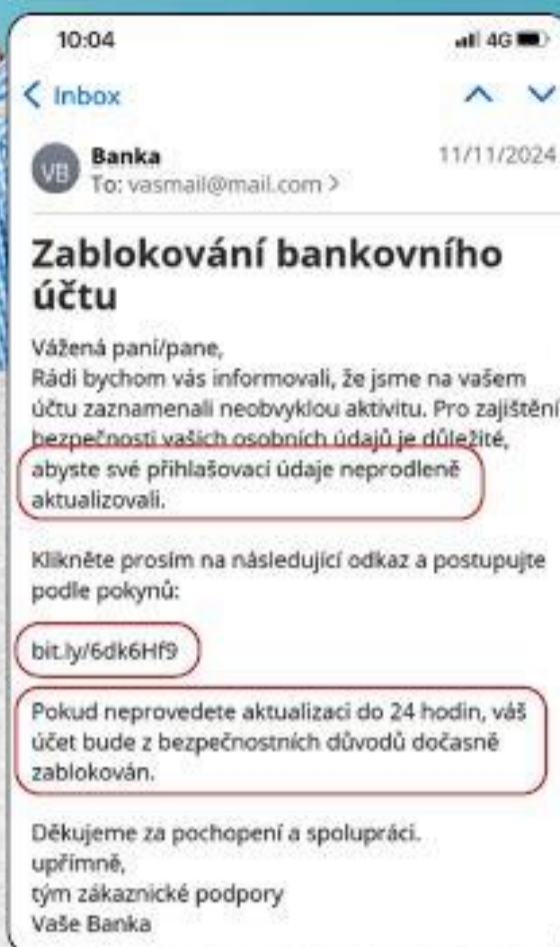 10:04
4G
Inbox
VB
Banka
11/11/2024
To: vasmail@mail.com >
Zablokování bankovního
účtu
Vážená paní/pane,
Rádi bychom vás informovali, že jsme na vašem
účtu zaznamenali neobvyklou aktivitu. Pro zajištění
bezpečnosti vašich osobních údajů je důležité,
abyste své přihlašovací údaje neprodleně
aktualizovali.
Klikněte prosím na následující odkaz a postupujte
podle pokynů:
bit.ly/6dk6Hf9
Pokud neprovedete aktualizaci do 24 hodin, váš
účet bude z bezpečnostních důvodů dočasně
zablokován.
Děkujeme za pochopení a spolupráci.
upřímně,
tým zákaznické podpory
Vaše Banka